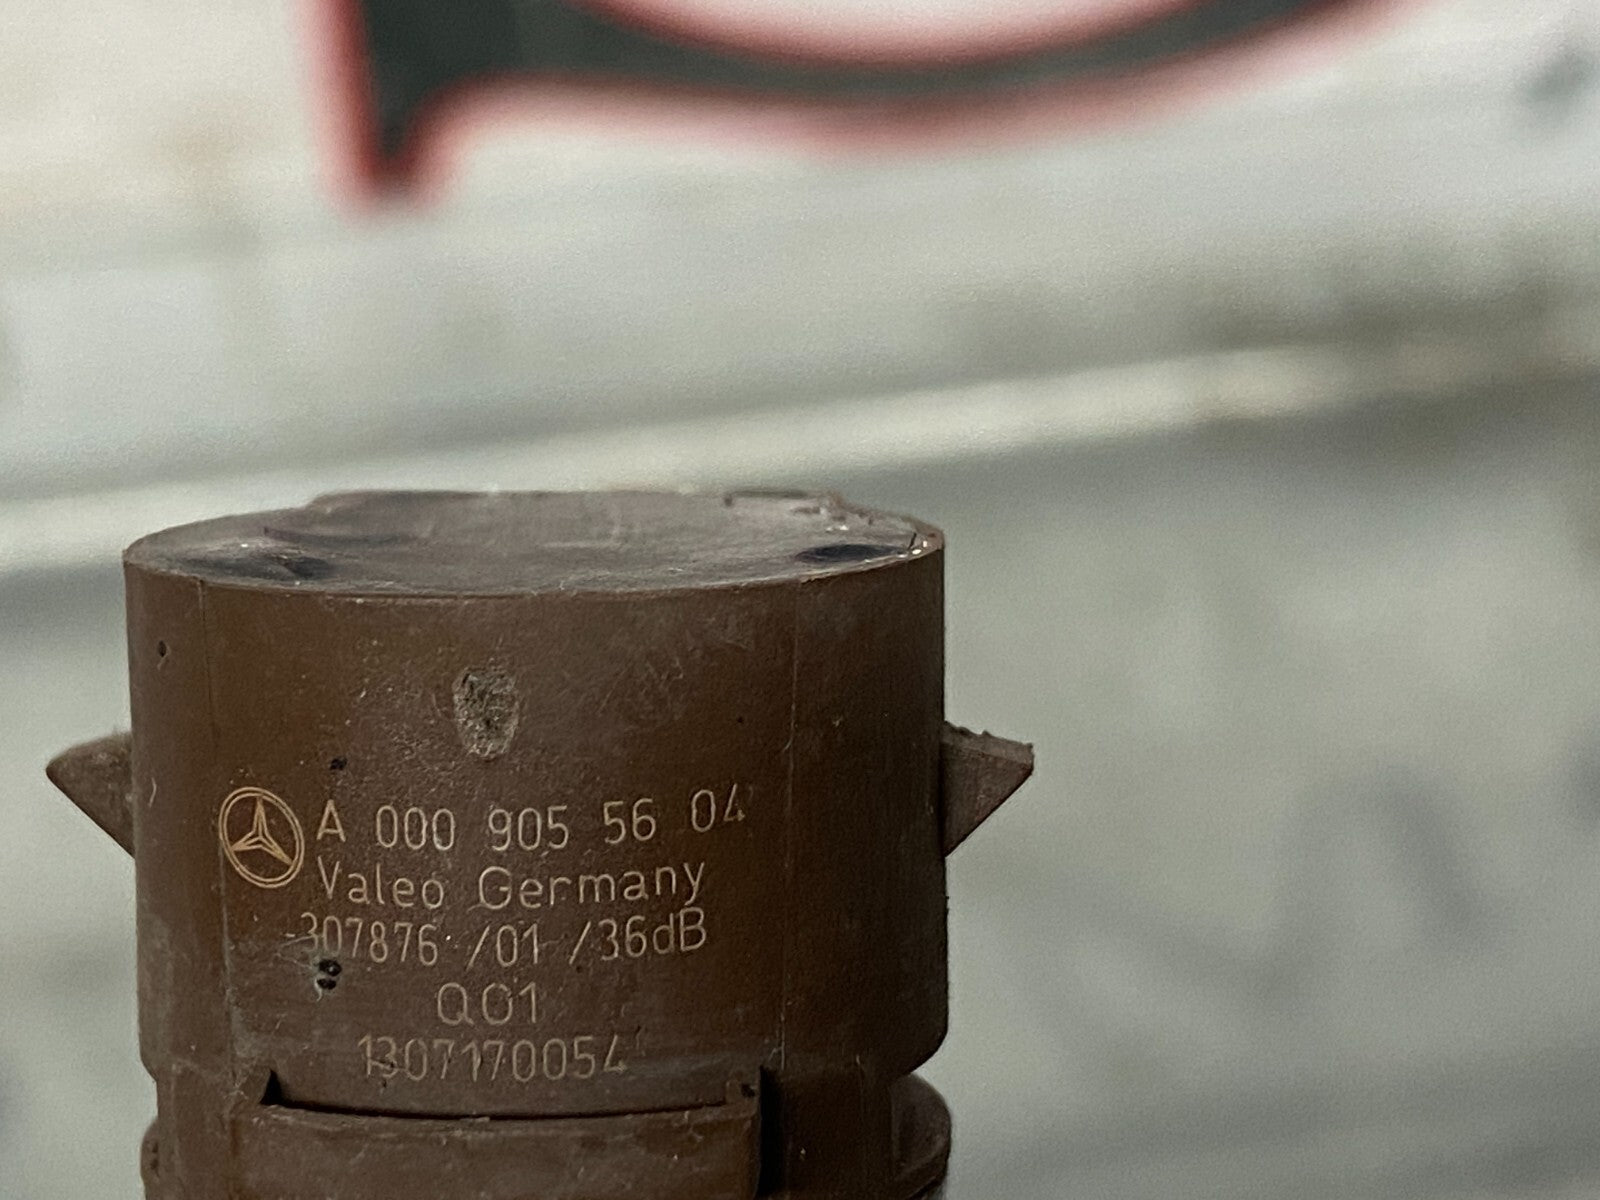 A 000 905 56 04
Valeo Germany
307876 /01 /36dB
Q01
1307170054